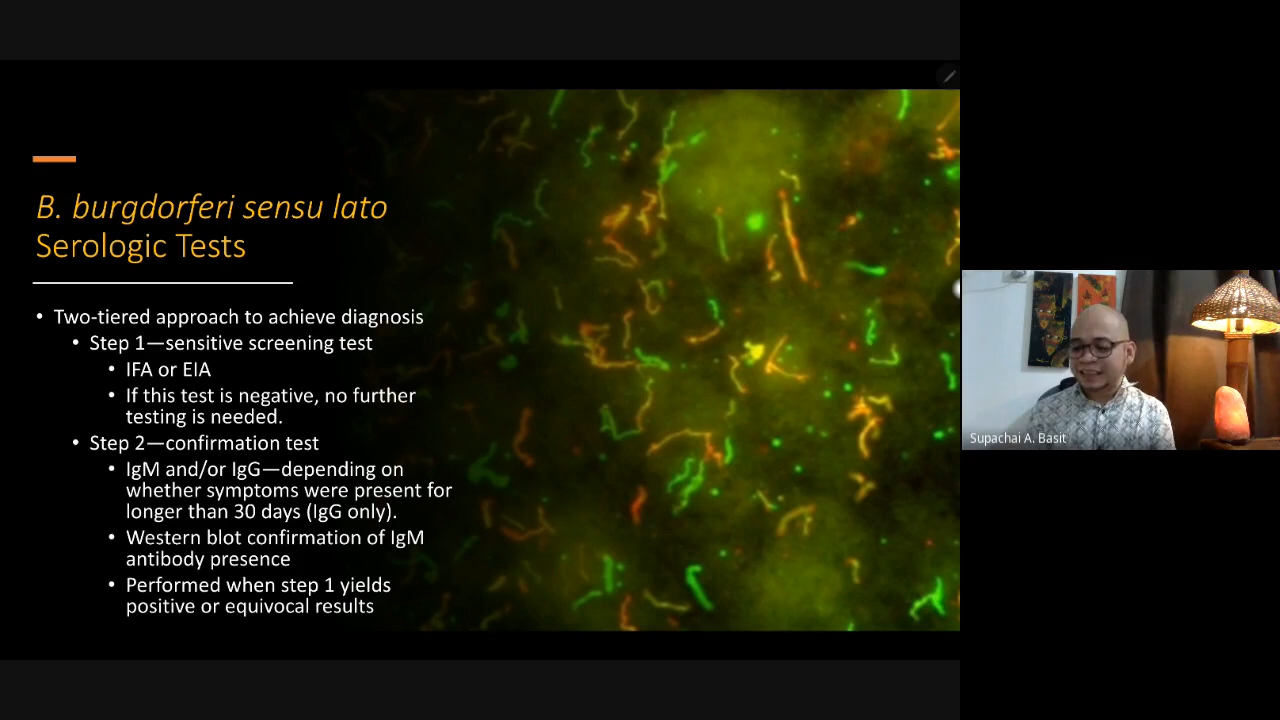 B. burgdorferi sensu lato
Serologic Tests
• Two-tiered approach to achieve diagnosis
• Step 1—sensitive screening test
• IFA or EIA
• If this test is negative, no further
testing is needed.
• Step 2—confirmation test
• IgM and/or IgG—depending on
whether symptoms were present for
longer than 30 days (IgG only).
• Western blot confirmation of IgM
antibody presence
• Performed when step 1 yields
positive or equivocal results
Supachai A. Basit